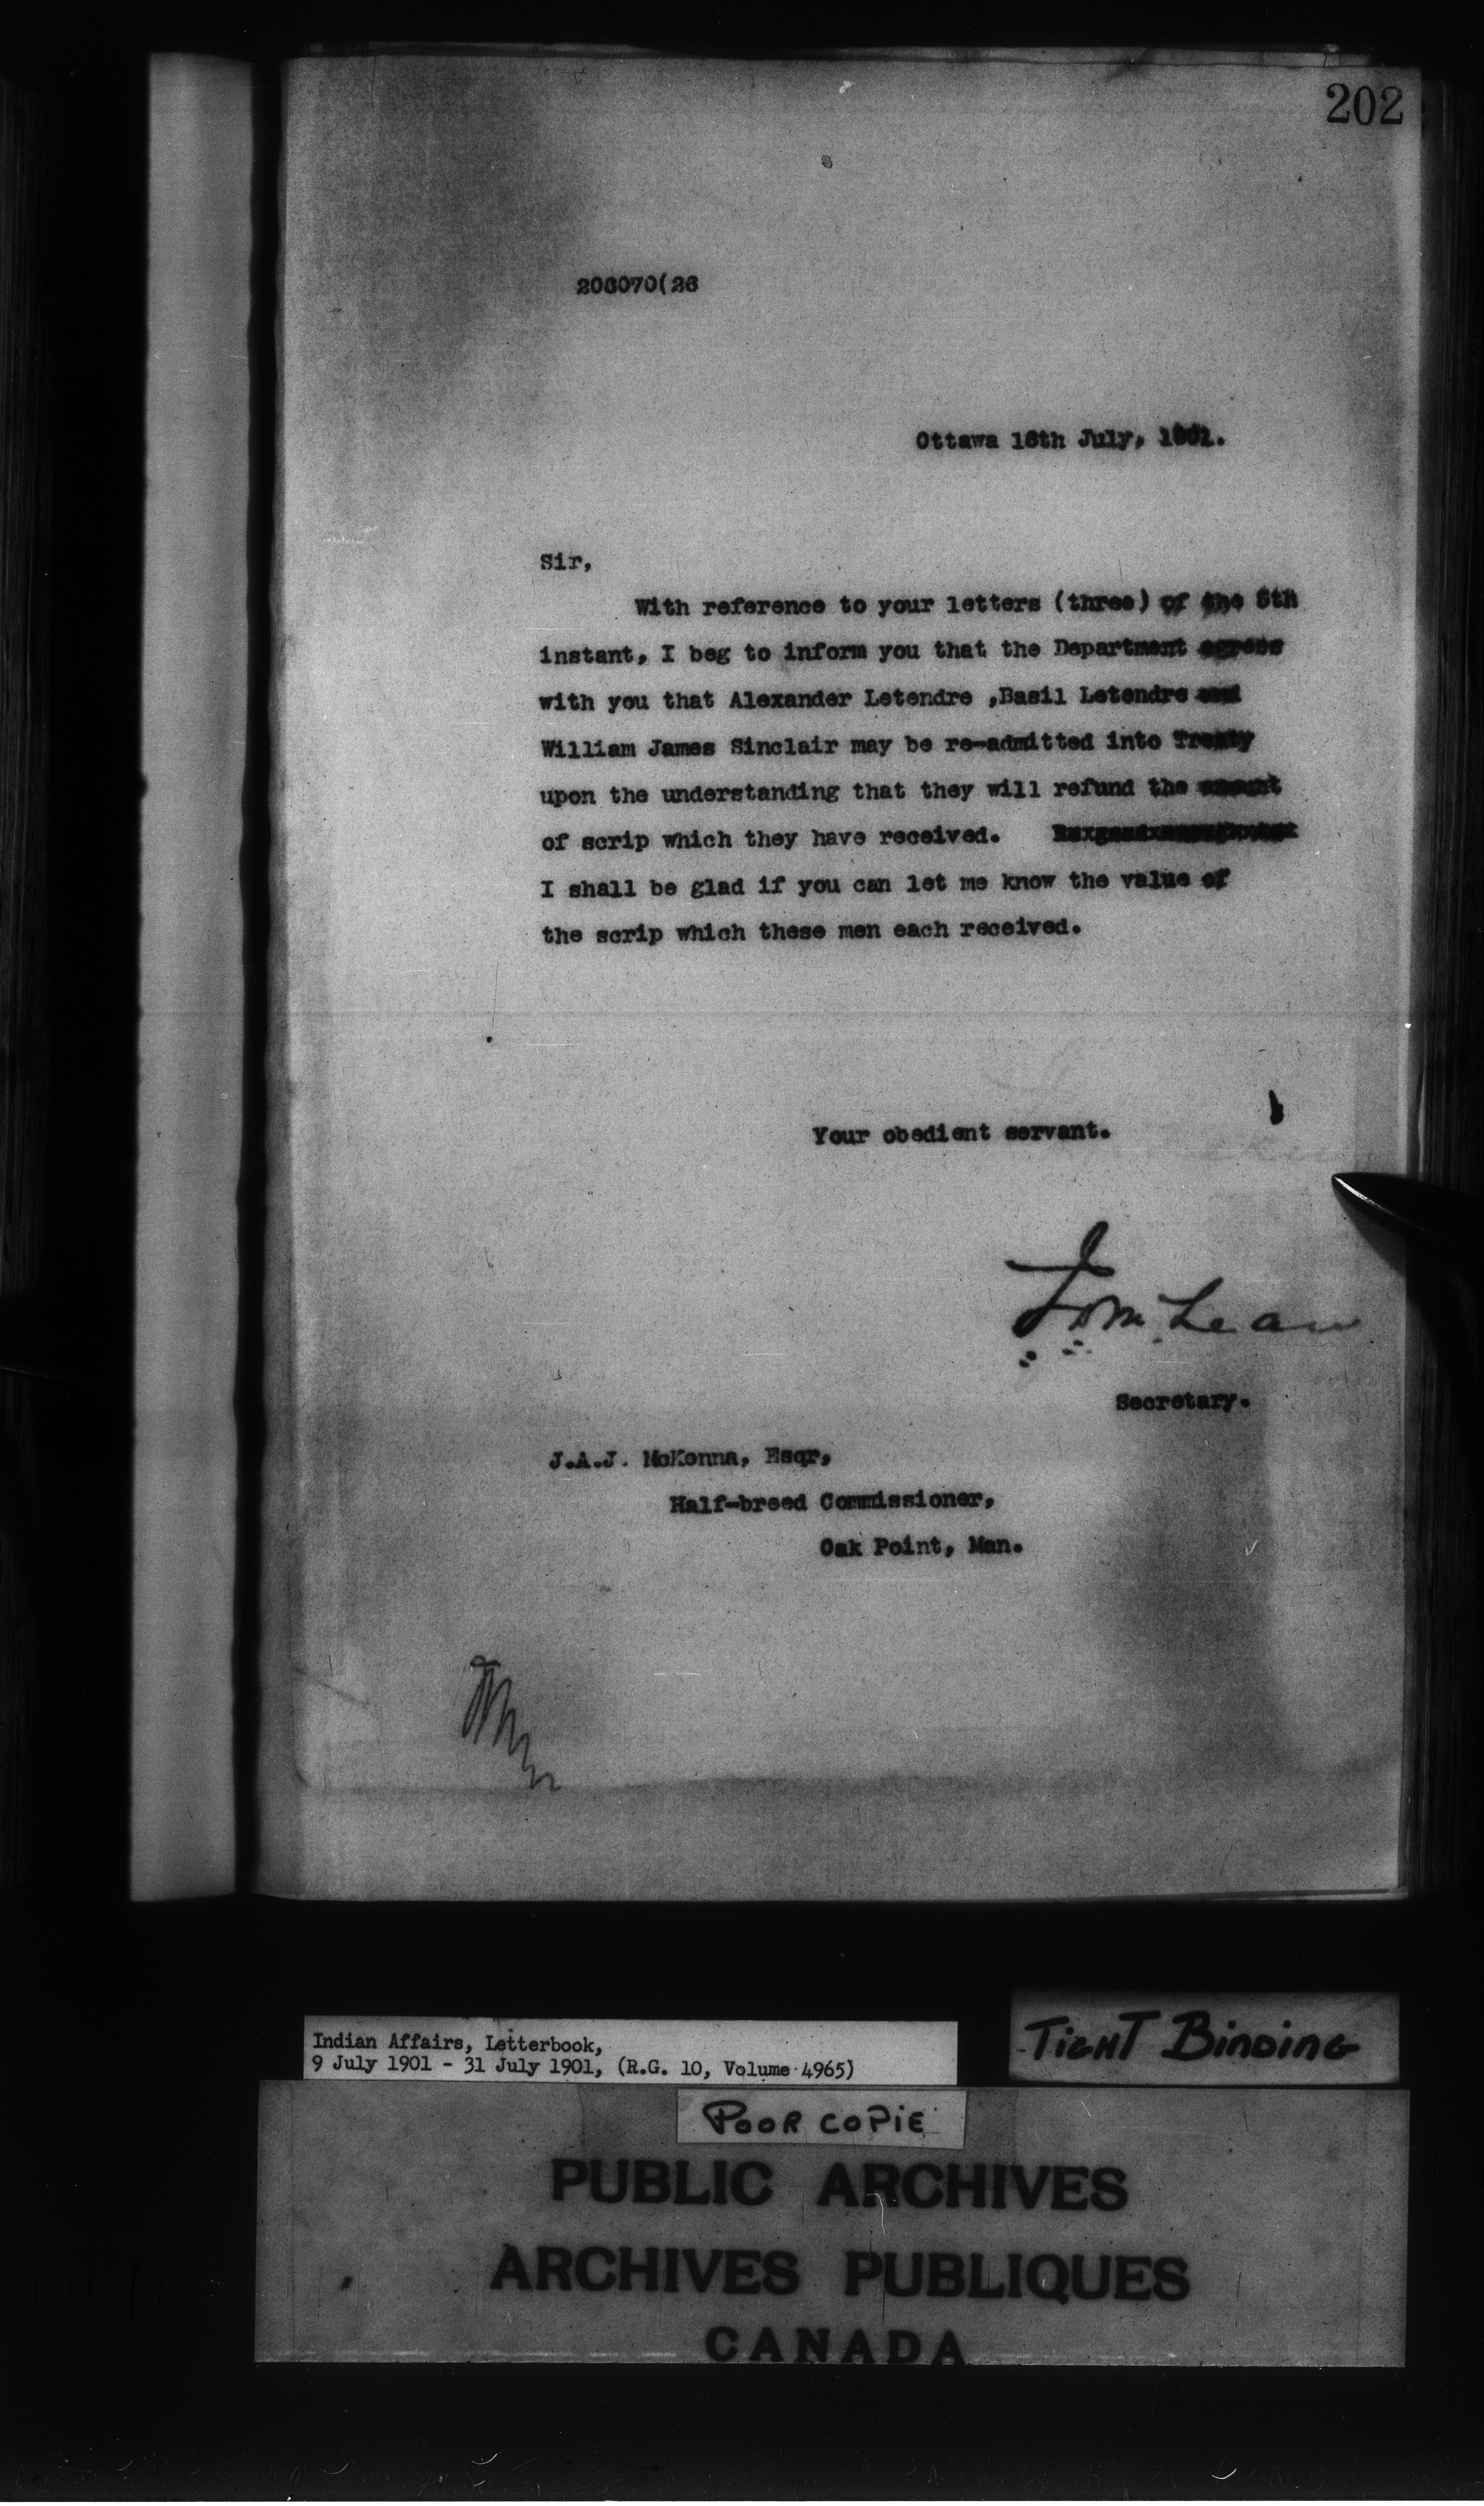 202
206070(26
Ottawa 16th July, 1901.
Sir,
With reference to your letters (three) of the 8th
instant, I beg to inform you that the Department agrees
with you that Alexander Letendre ,Basil Letendre and
William James Sinclair may be re-admitted into Treaty
upon the understanding that they will refund the amount
of scrip which they have received.
I shall be glad if you can let me know the value of
the scrip which these men each received.
Your obedient servant.
Secretary.
J.A.J. McKenna, Esqr,
Half-breed Commissioner,
Oak Point, Man.
Indian Affairs, Letterbook,
9 July 1901 - 31 July 1901, (R.G. 10, Volume 4965)
TIGHT BINDING
POOR COPIE
PUBLIC ARCHIVES
ARCHIVES PUBLIQUES
CANADA